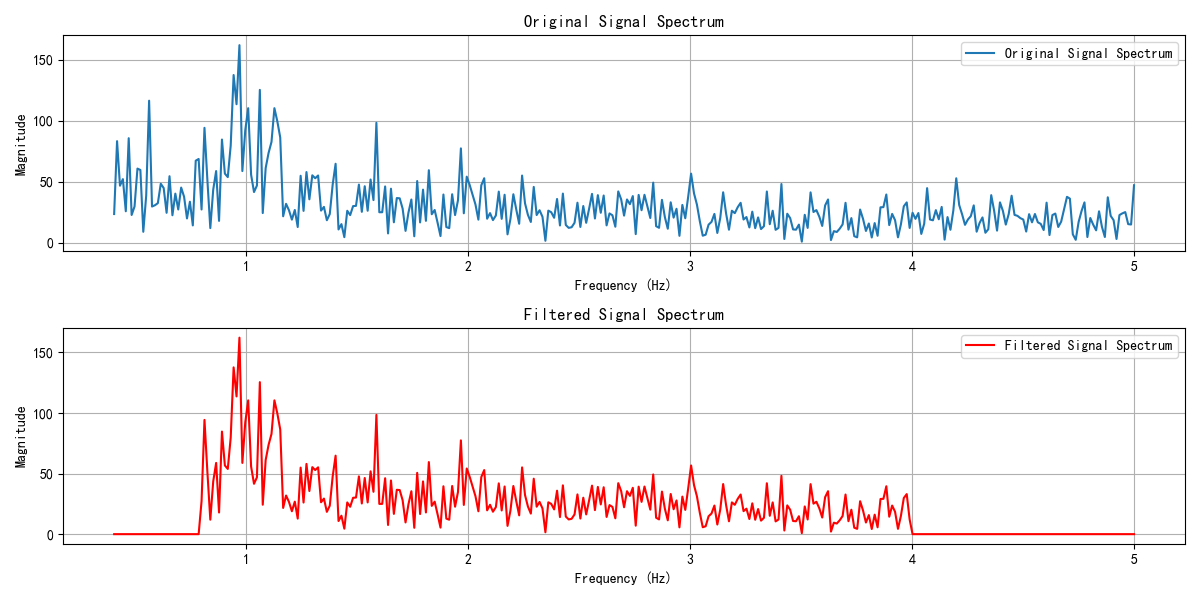 Original Signal Spectrum
Original Signal Spectrum
Magnitude
150
100
50
0
1 2 3 4 5
Frequency (Hz)
Filtered Signal Spectrum
Filtered Signal Spectrum
Magnitude
150
100
50
0
1 2 3 4 5
Frequency (Hz)